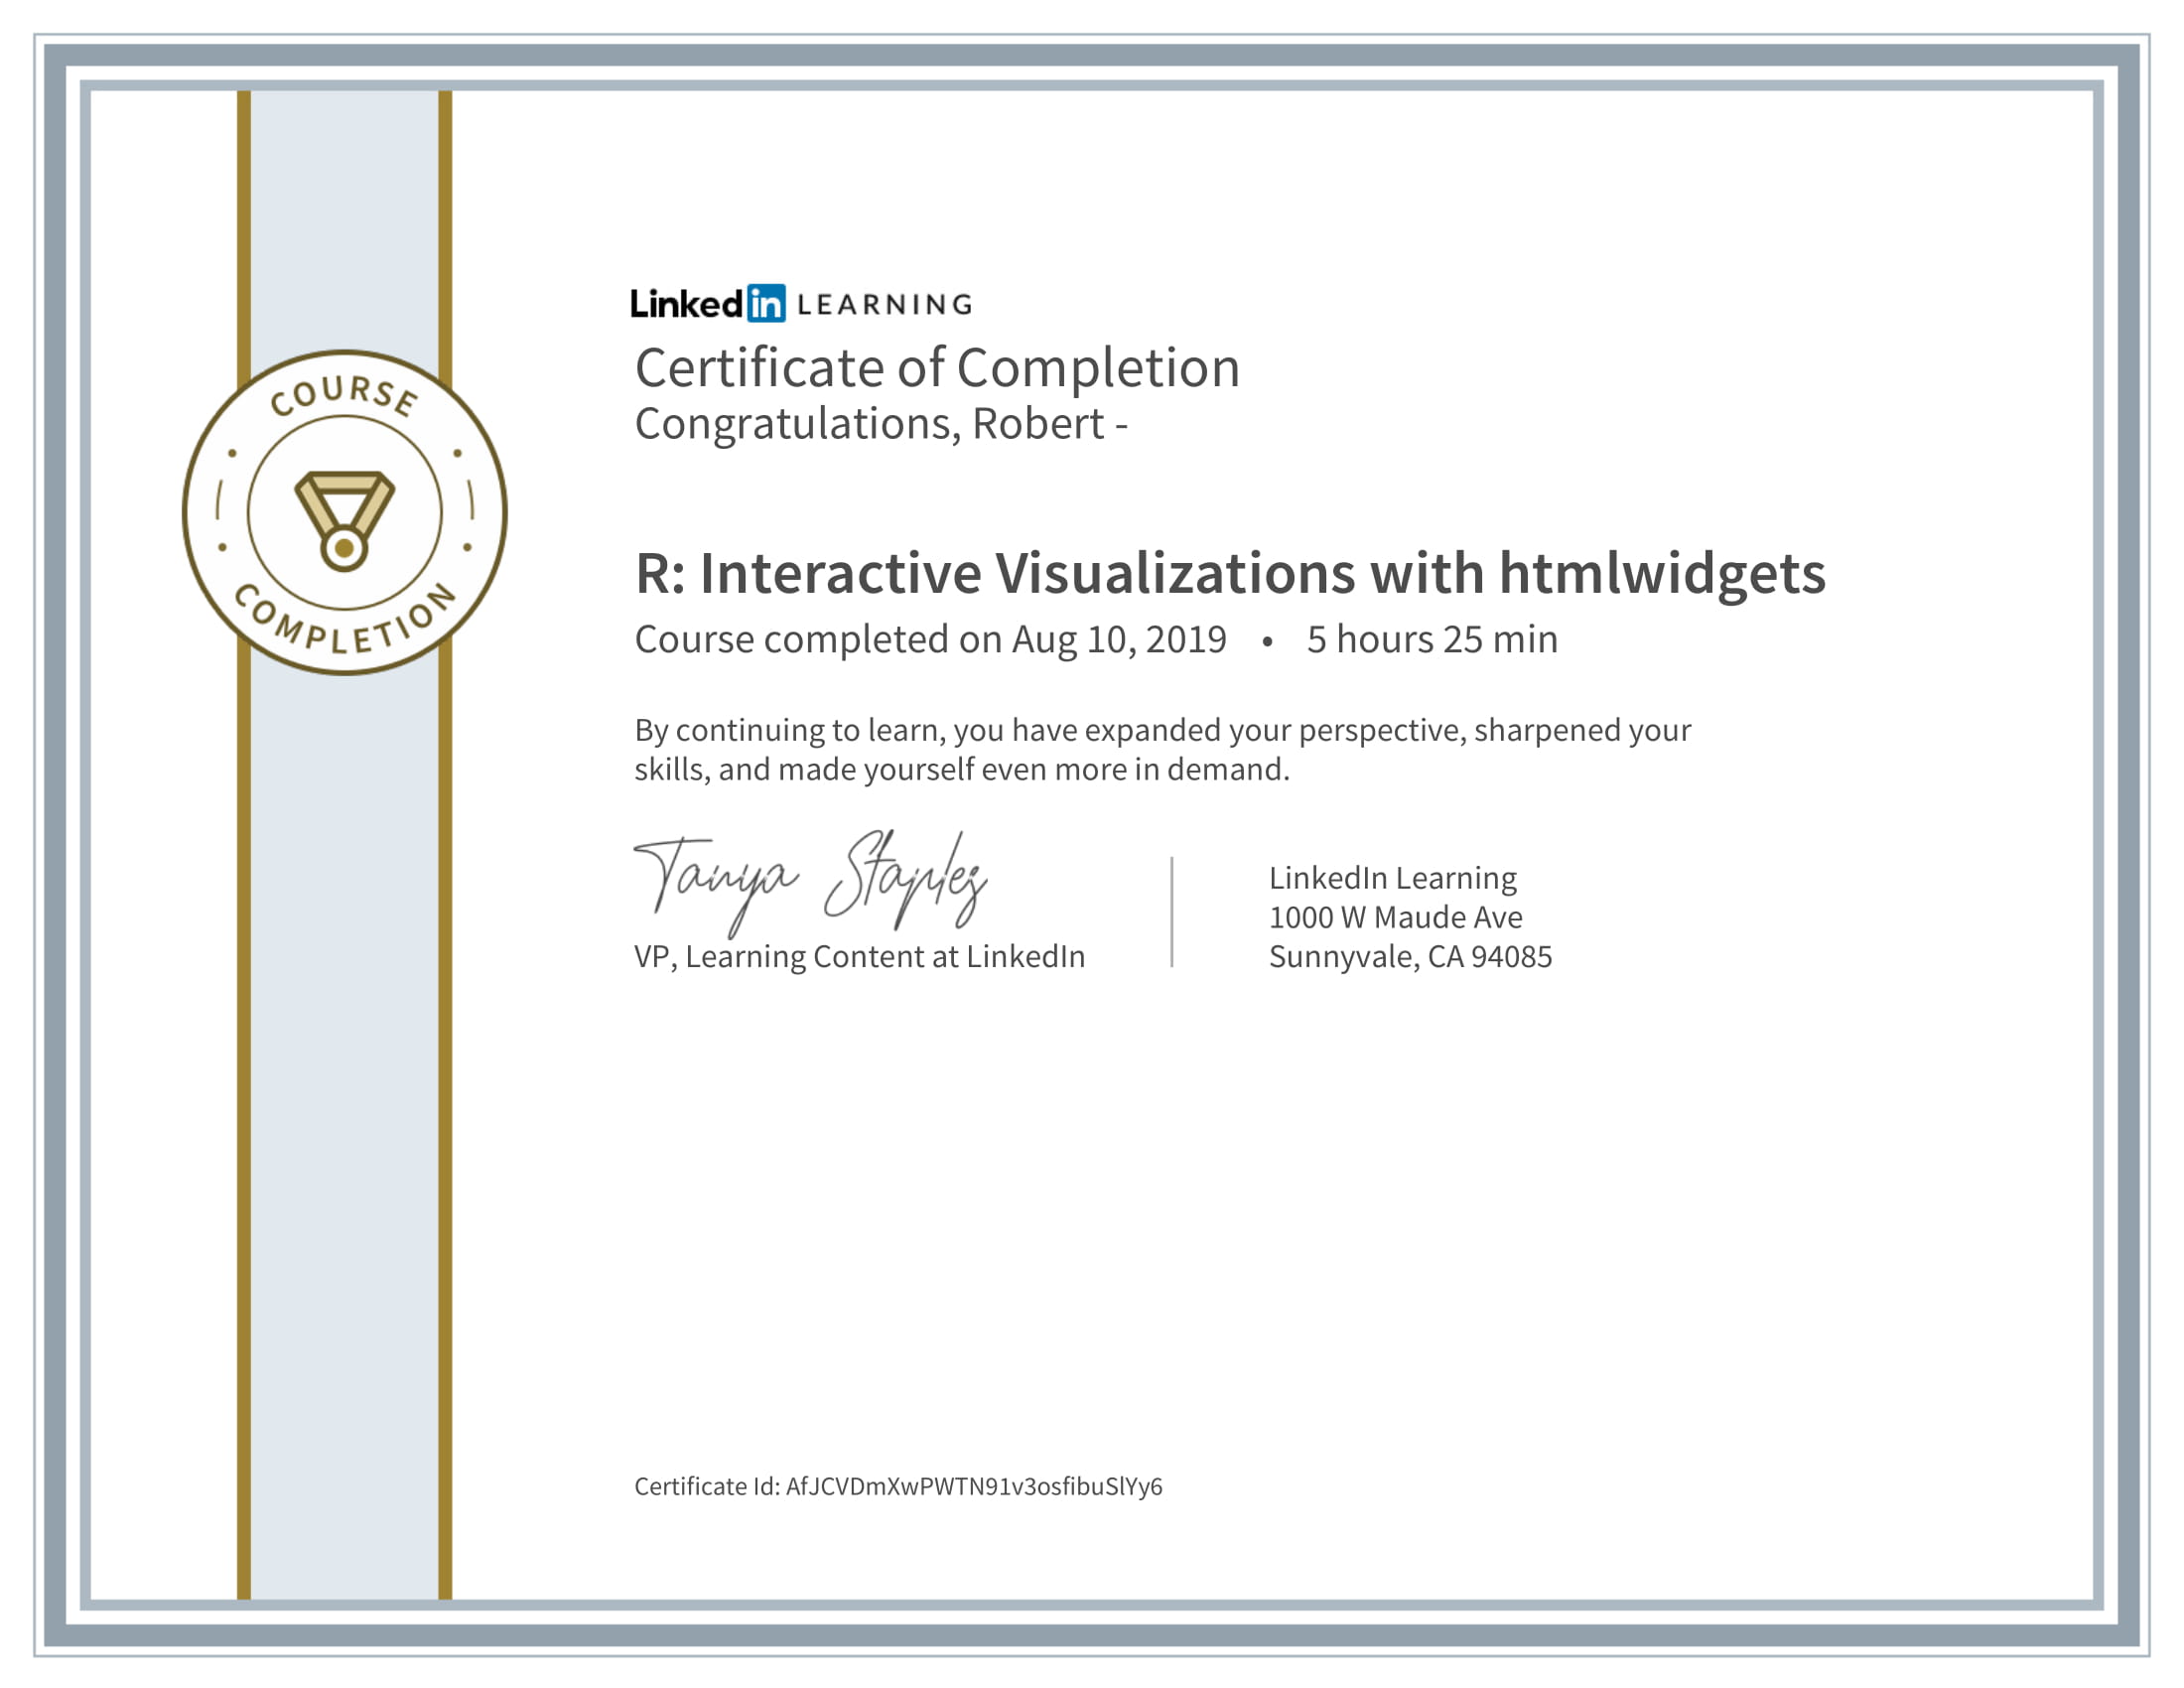 COURSE
COMPLETION
Linked in LEARNING
Certificate of Completion
Congratulations, Robert -
R: Interactive Visualizations with htmlwidgets
Course completed on Aug 10, 2019 • 5 hours 25 min
By continuing to learn, you have expanded your perspective, sharpened your
skills, and made yourself even more in demand.
Tanya Staples
VP, Learning Content at LinkedIn
LinkedIn Learning
1000 W Maude Ave
Sunnyvale, CA 94085
Certificate Id: AfJCVDmXwPWTN91v3osfibuSlYy6